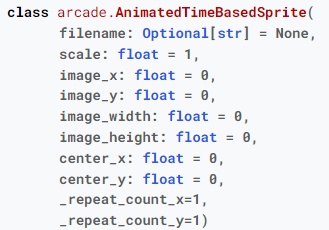 class arcade.AnimatedTimeBasedSprite(
filename: Optional[str] = None,
scale: float = 1,
image_x: float = 0,
image_y: float = 0,
image_width: float = 0,
image_height: float = 0,
center_x: float = 0,
center_y: float = 0,
_repeat_count_x=1,
_repeat_count_y=1)